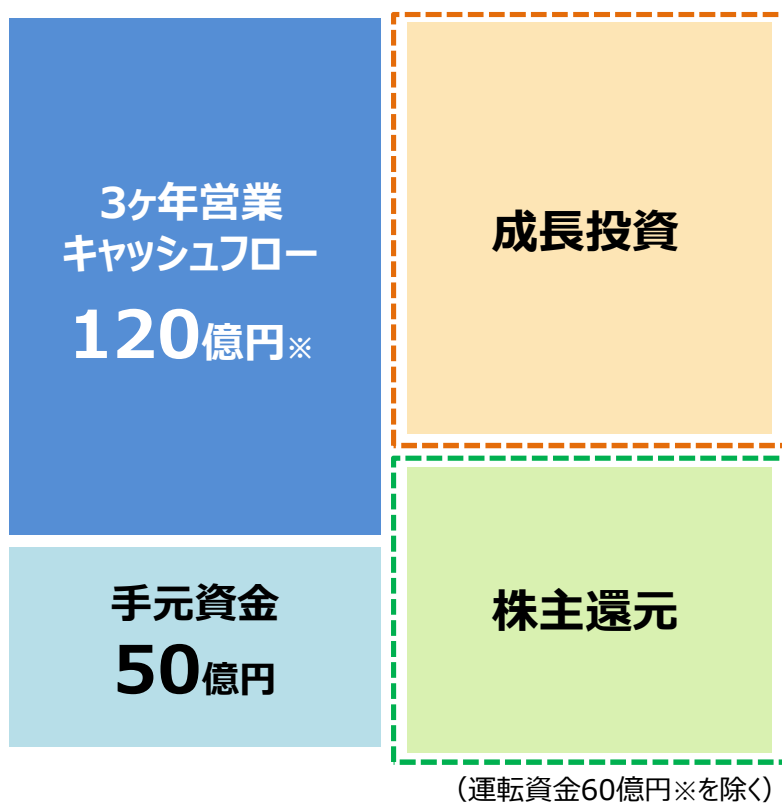 3ヶ年営業
キャッシュフロー
120億円※
手元資金
50億円
成長投資
株主還元
（運転資金60億円※を除く）